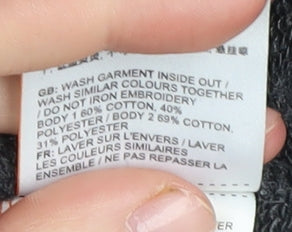 GB: WASH GARMENT INSIDE OUT /
WASH SIMILAR COLOURS TOGETHER
/ DO NOT IRON EMBROIDERY
BODY 1 60% COTTON. 40%
POLYESTER / BODY 2 69% COTTON.
31% POLYESTER
FR: LAVER SUR L'ENVERS / LAVER
LES COULEURS SIMILAIRES
ENSEMBLE / NE PAS REPASSER LA